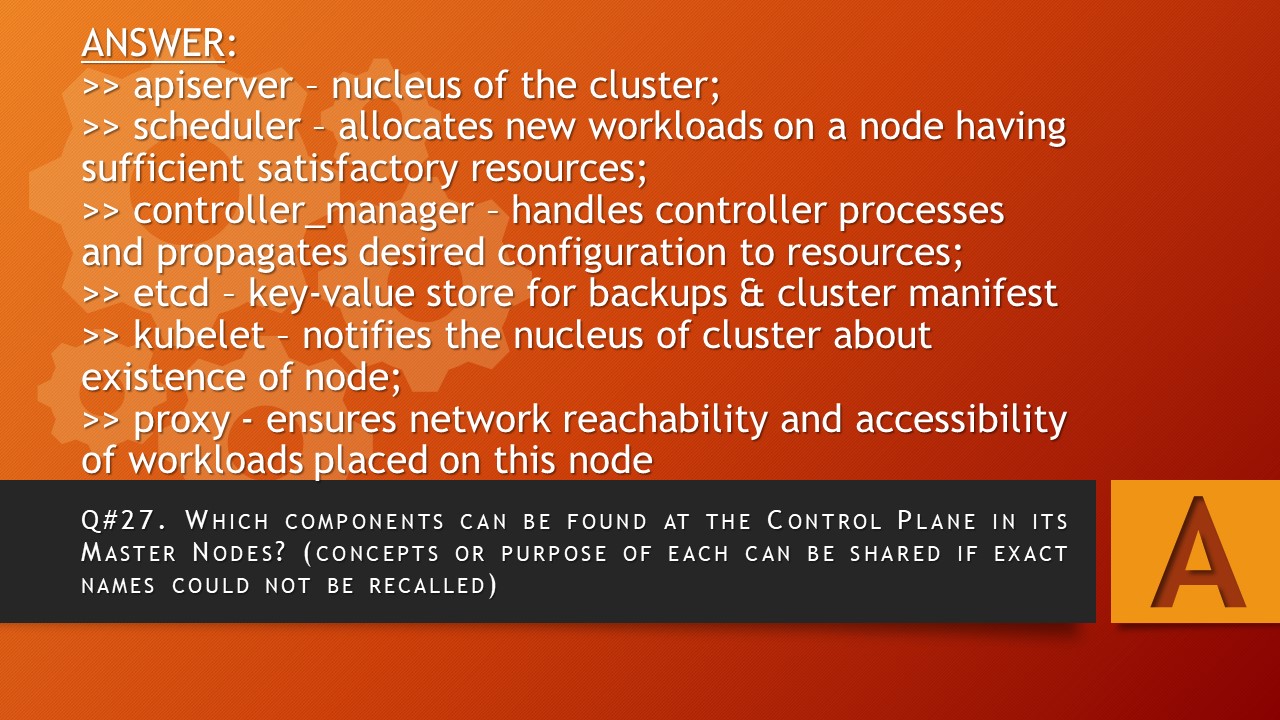 ANSWER:
>> apiserver – nucleus of the cluster;
>> scheduler – allocates new workloads on a node having
sufficient satisfactory resources;
>> controller_manager – handles controller processes
and propagates desired configuration to resources;
>> etcd – key-value store for backups & cluster manifest
>> kubelet – notifies the nucleus of cluster about
existence of node;
>> proxy - ensures network reachability and accessibility
of workloads placed on this node
Q#27. Which components can be found at the Control Plane in its
Master Nodes? (concepts or purpose of each can be shared if exact
names could not be recalled)
A